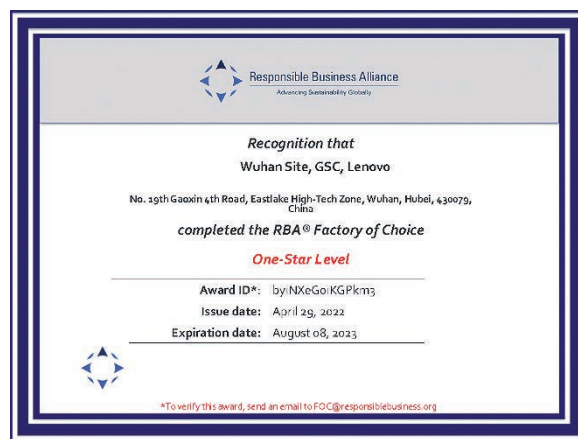 Responsible Business Alliance
Advancing Sustainability Globally
Recognition that
Wuhan Site, GSC, Lenovo
No. 19th Gaoxin 4th Road, Eastlake High-Tech Zone, Wuhan, Hubei, 430079,
China
completed the RBA® Factory of Choice
One-Star Level
Award ID*: byiNXeGoiKGPkm3
Issue date: April 29, 2022
Expiration date: August 08, 2023
*To verify this award, send an email to FOC@responsiblebusiness.org